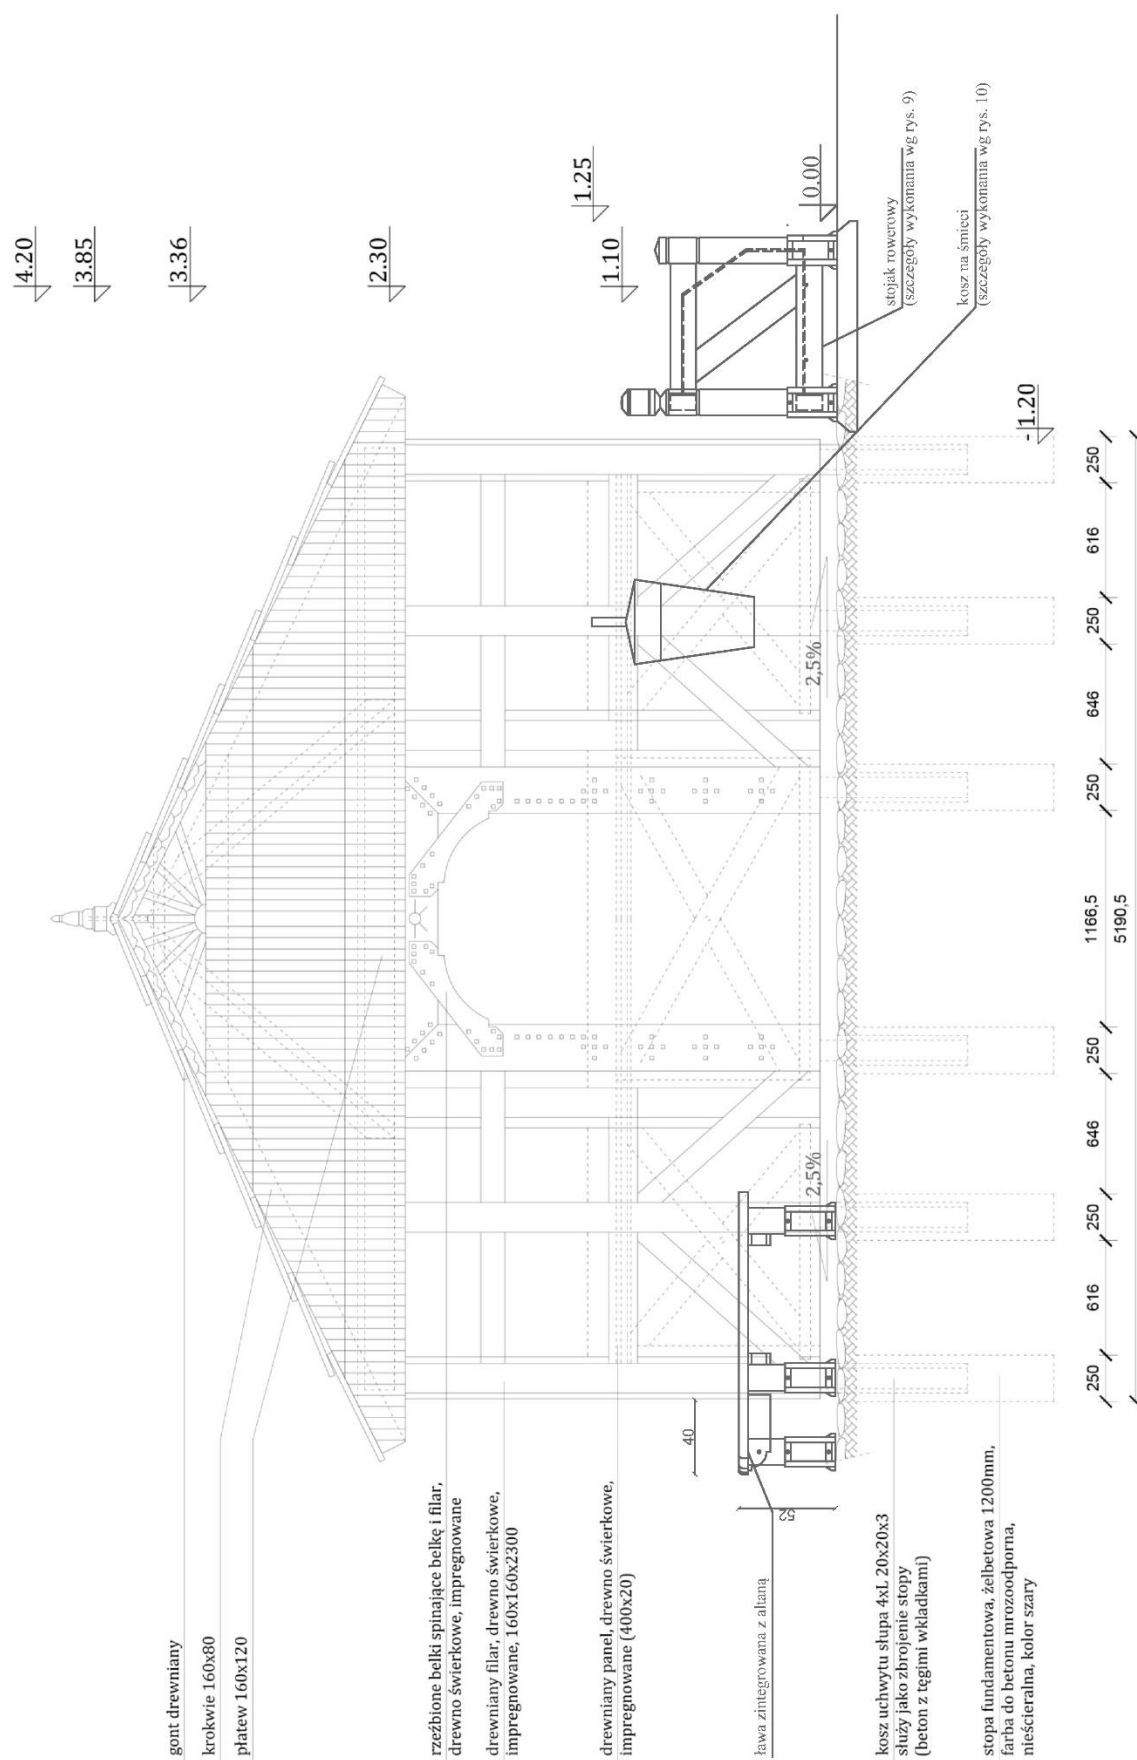 4.20
3.85
3.36
2.30
1.10
1.25
0.00
- 1.20
gont drewniany
krokwie 160x80
płatew 160x120
rzeźbione belki spinające belkę i filar,
drewno świerkowe, impregnowane
drewniany filar, drewno świerkowe,
impregnowane, 160x160x2300
drewniany panel, drewno świerkowe,
impregnowane (400x20)
ława zintegrowana z altaną
kosz uchwytu słupa 4xL 20x20x3
służy jako zbrojenie stopy
(beton z tęgimi wkladkami)
stopa fundamentowa, żelbetowa 1200mm,
farba do betonu mrozoodporna,
nieścieralna, kolor szary
40
52
2,5%
2,5%
stojak rowerowy
(szczegóły wykonania wg rys. 9)
kosz na śmieci
(szczegóły wykonania wg rys. 10)
250
616
250
646
250
1166,5
250
646
250
616
250
5190,5